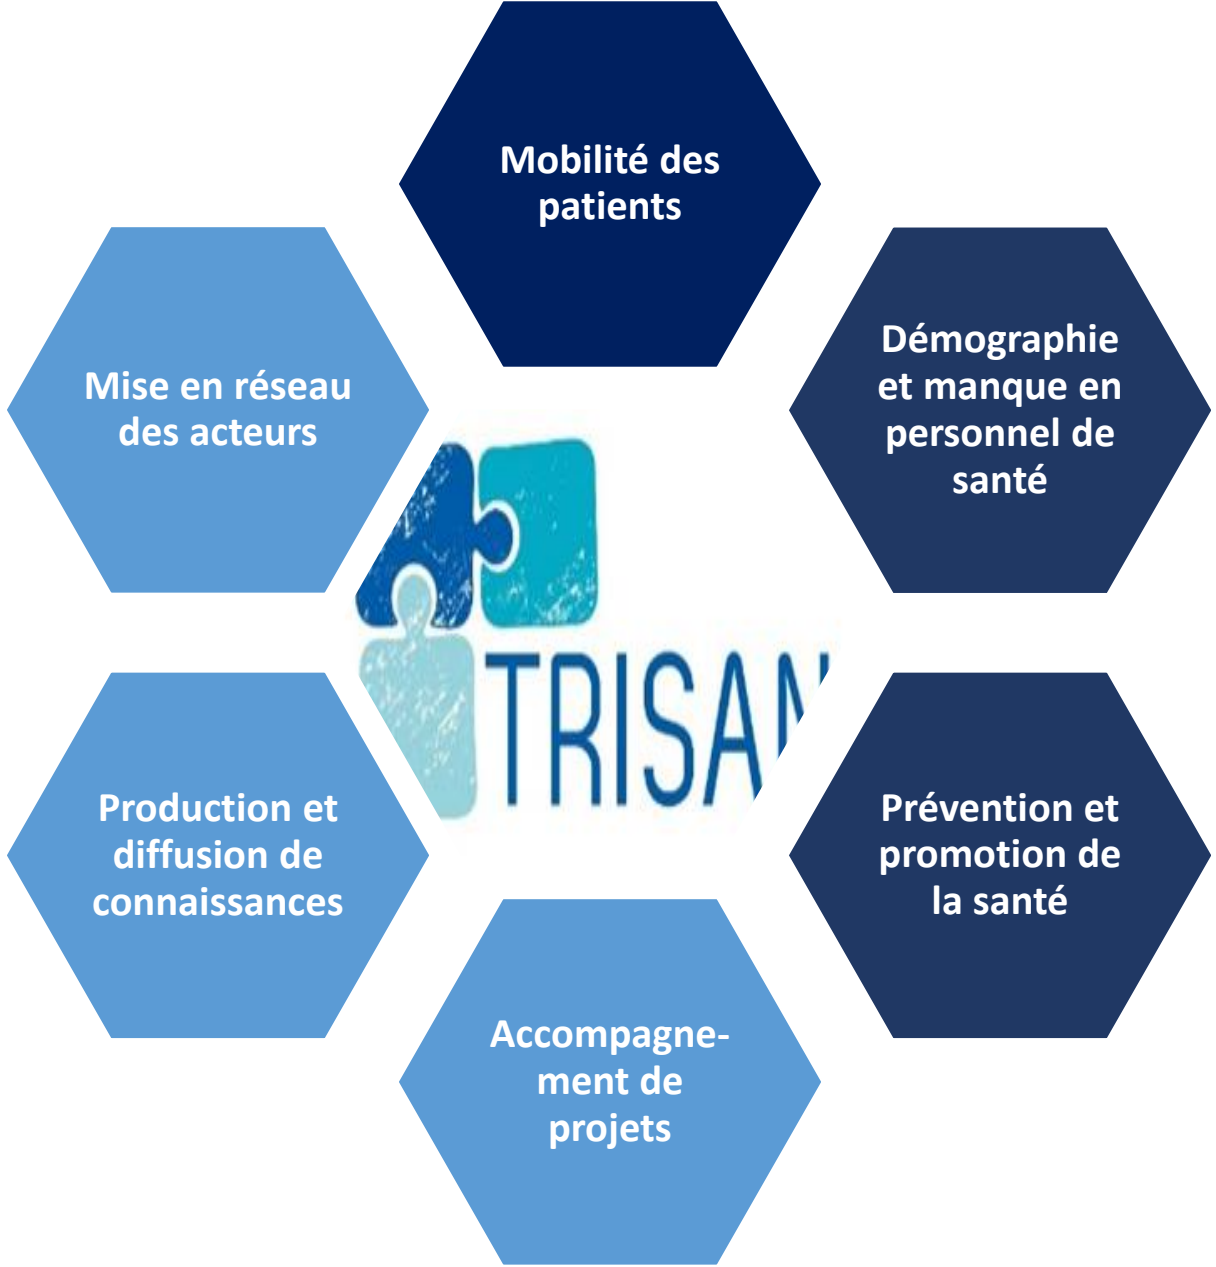 Mobilité des
patients
Démographie
et manque en
personnel de
santé
Prévention et
promotion de
la santé
Accompagne-
ment de
projets
Production et
diffusion de
connaissances
Mise en réseau
des acteurs
TRISAN